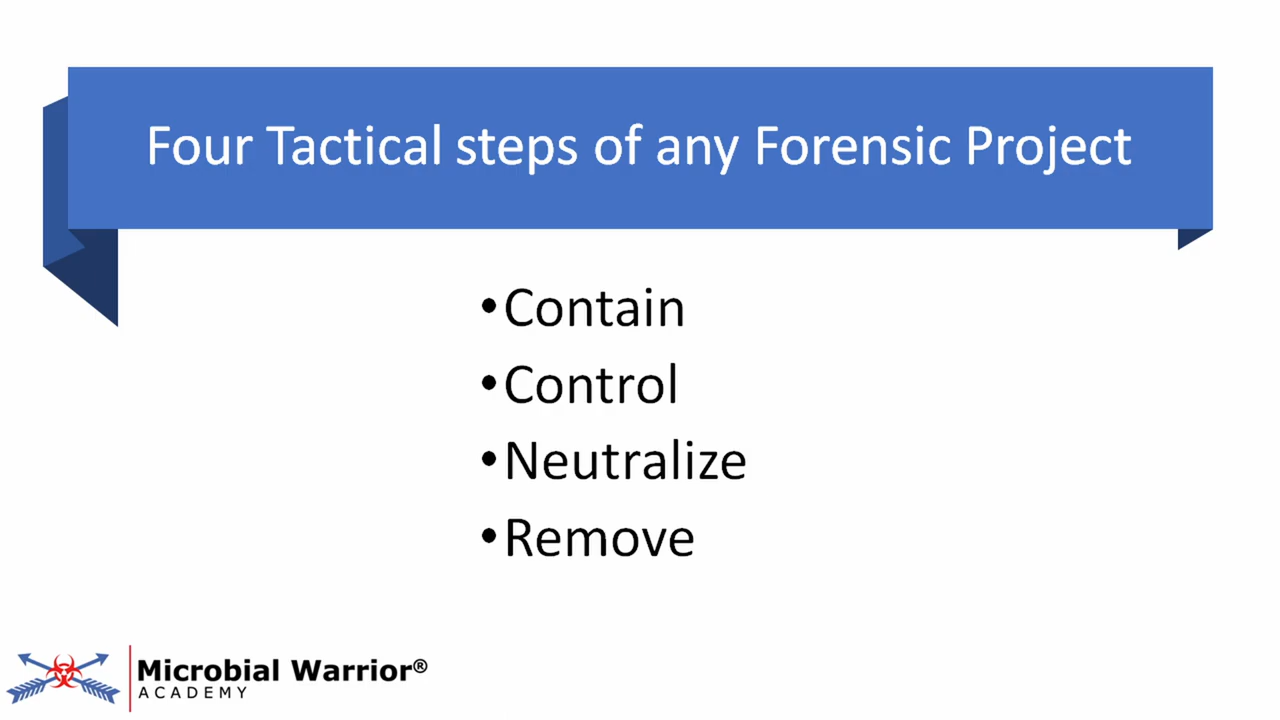 Four Tactical steps of any Forensic Project
•Contain
•Control
•Neutralize
•Remove
Microbial Warrior®
ACADEMY